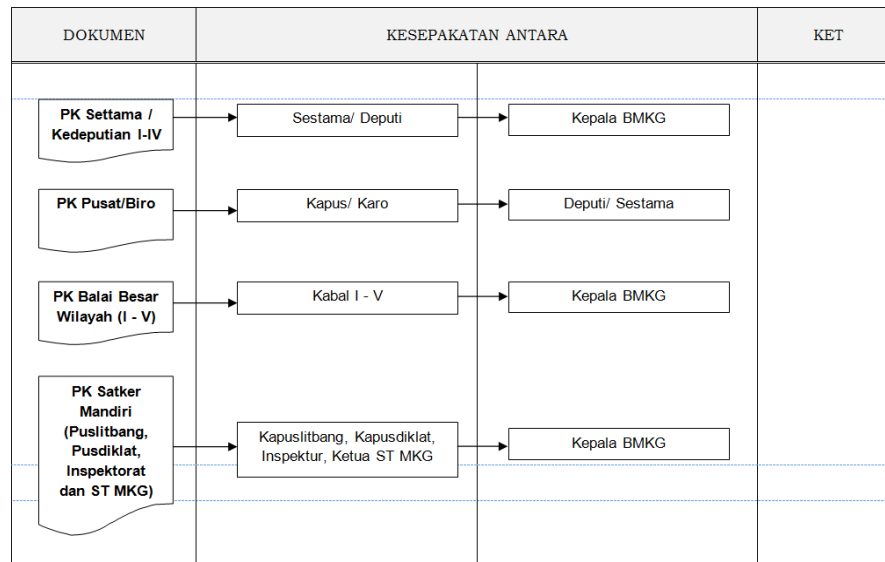 DOKUMEN
KESEPAKATAN ANTARA
KET
PK Settama /
Kedeputian I-IV
Sestama/ Deputi
Kepala BMKG
PK Pusat/Biro
Kapus/ Karo
Deputi/ Sestama
PK Balai Besar
Wilayah (I - V)
Kabal I - V
Kepala BMKG
PK Satker
Mandiri
(Puslitbang,
Pusdiklat,
Inspektorat
dan ST MKG)
Kapuslitbang, Kapusdiklat,
Inspektur, Ketua ST MKG
Kepala BMKG